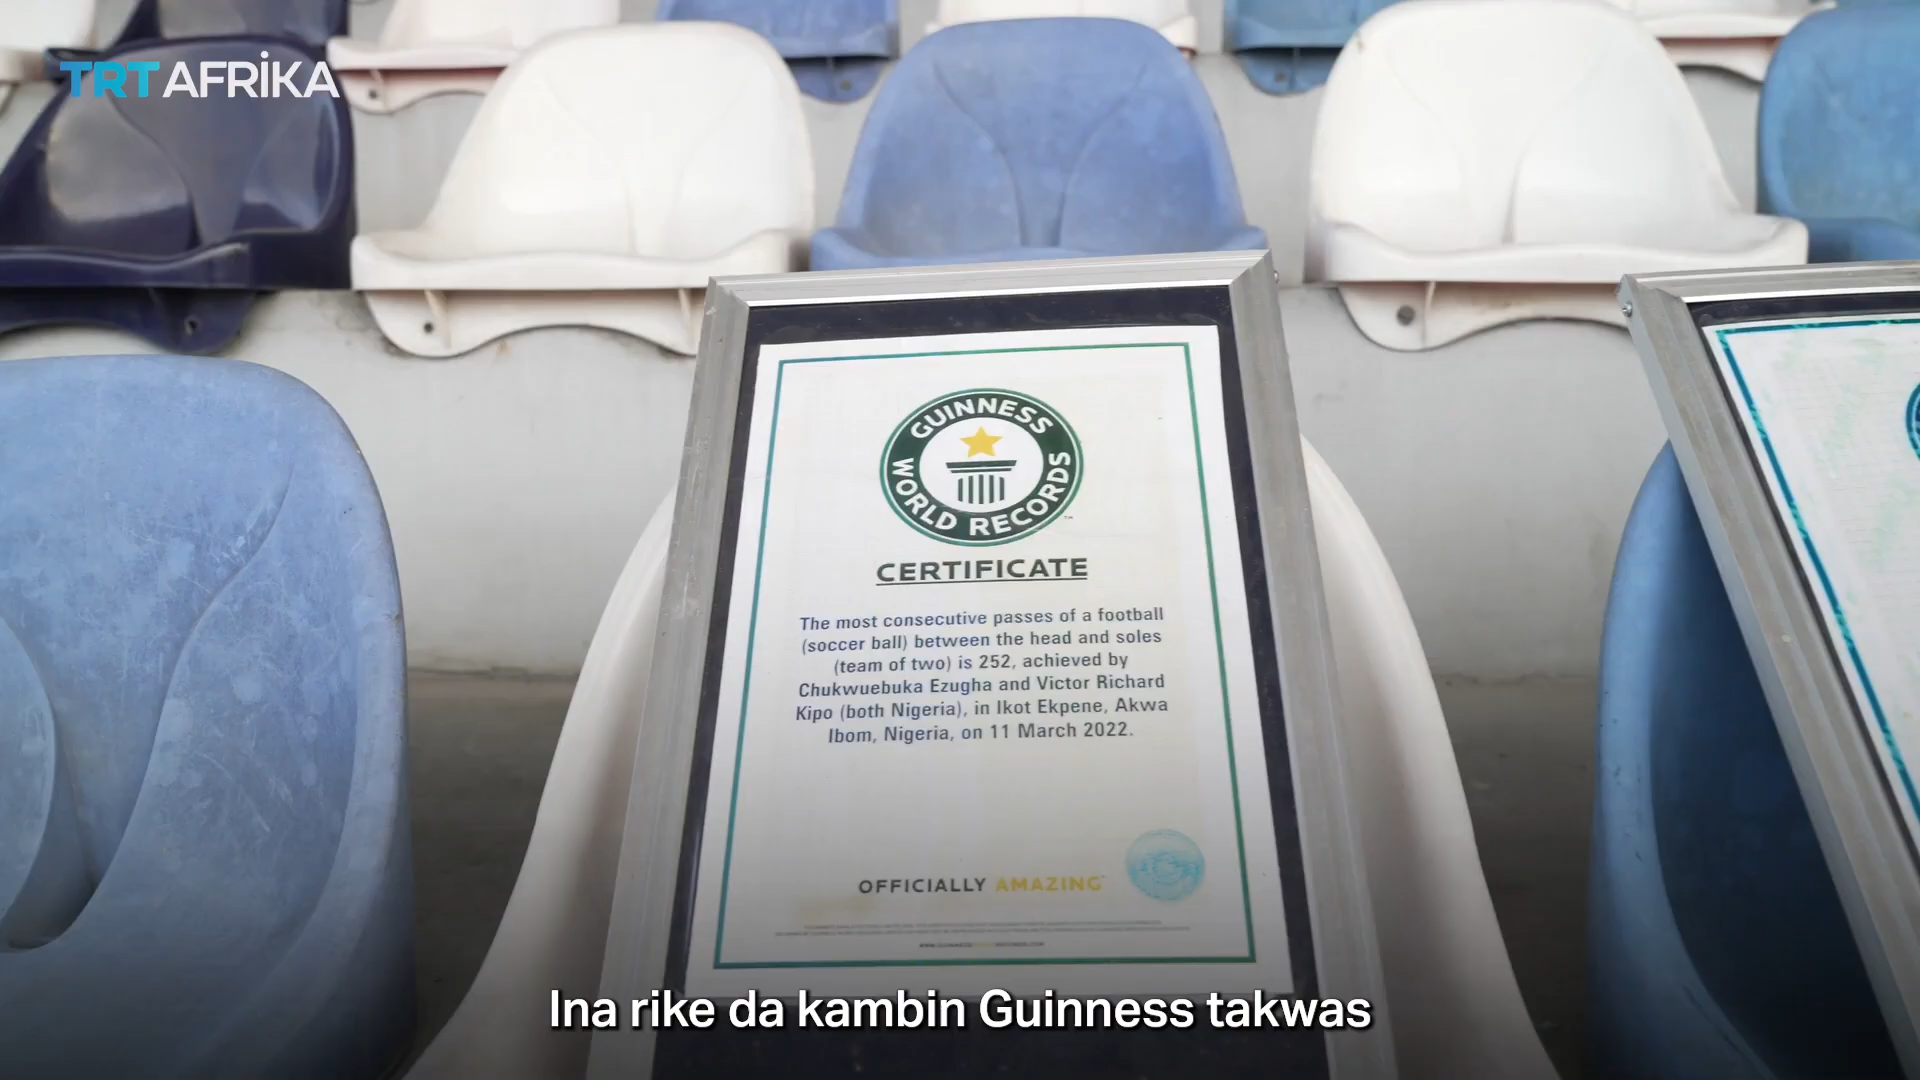 TRT AFRİKA
GUINNESS
WORLD RECORDS
CERTIFICATE
The most consecutive passes of a football
(soccer ball) between the head and soles
(team of two) is 252, achieved by
Chukwuebuka Ezugha and Victor Richard
Kipo (both Nigeria), in Ikot Ekpene, Akwa
Ibom, Nigeria, on 11 March 2022.
OFFICIALLY AMAZING
Ina rike da kambin Guinness takwas